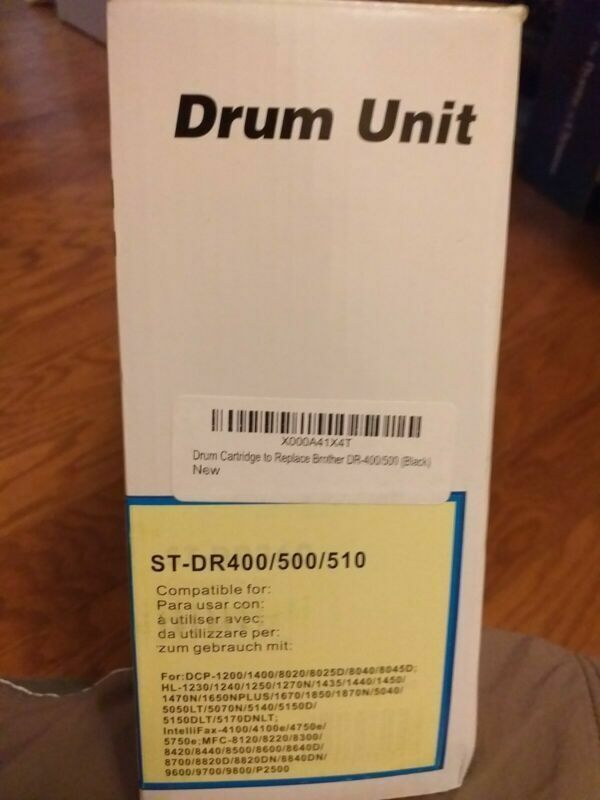 Drum Unit
X000A41X4T
Drum Cartridge to Replace Brother DR-400/500 (Black)
New
ST-DR400/500/510
Compatible for:
Para usar con:
à utiliser avec:
da utilizzare per:
zum gebrauch mit:
For:DCP-1200/1400/8020/8025D/8040/8045D;
HL-1230/1240/1250/1270N/1435/1440/1450/
1470N/1650NPLUS/1670/1850/1870N/5040/
5050LT/5070N/5140/5150D/
5150DLT/5170DNLT;
IntelliFax-4100/4100e/4750e/
5750e;MFC-8120/8220/8300/
8420/8440/8500/8600/8640D/
8700/8820D/8820DN/8840DN/
9600/9700/9800/P2500